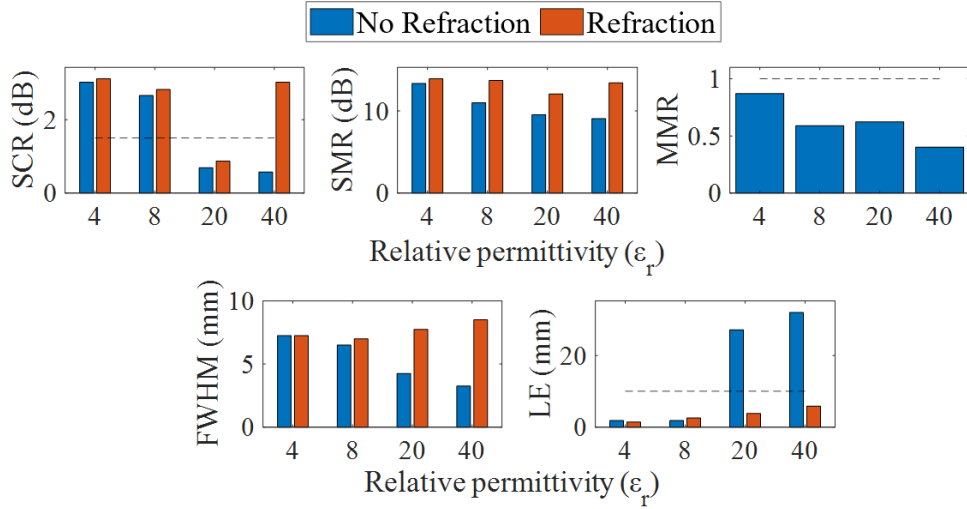 No Refraction Refraction
SCR (dB)
2
0
4 8 20 40
SMR (dB)
10
0
4 8 20 40
MMR
1
0.5
0
4 8 20 40
Relative permittivity (εr)
FWHM (mm)
10
5
0
4 8 20 40
LE (mm)
20
0
4 8 20 40
Relative permittivity (εr)